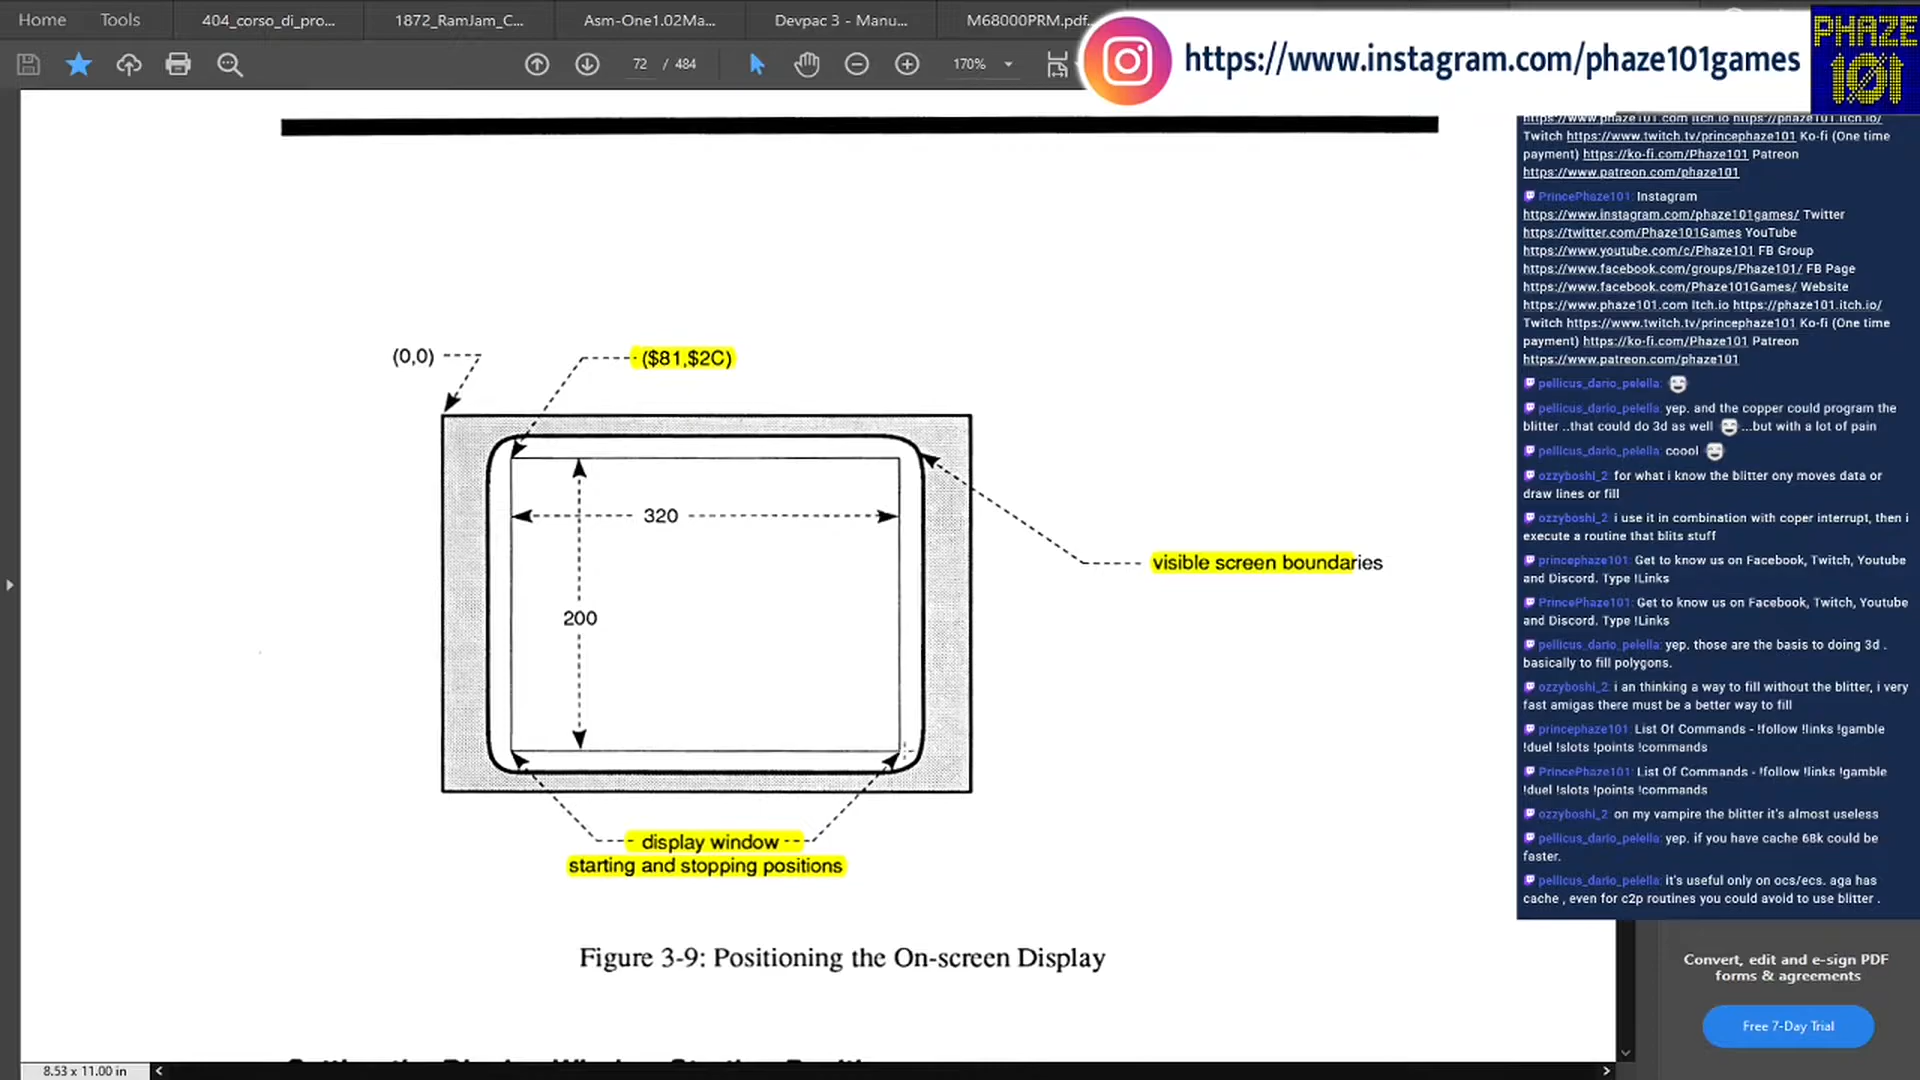 Home
Tools
404_corso_di_pro...
1872_RamJam_C...
Asm-One1.02Ma...
Devpac 3 - Manu...
M68000PRM.pdf
72 / 484
170%
https://www.instagram.com/phaze101games
PHAZE
101
(0,0)
($81,$2C)
320
200
visible screen boundaries
display window
starting and stopping positions
Figure 3-9: Positioning the On-screen Display
https://www.phaze101.com Itch.io https://phaze101.itch.io/
Twitch https://www.twitch.tv/princephaze101 Ko-fi (One time
payment) https://ko-fi.com/Phaze101 Patreon
https://www.patreon.com/phaze101
PrincePhaze101: Instagram
https://www.instagram.com/phaze101games/ Twitter
https://twitter.com/Phaze101Games YouTube
https://www.youtube.com/c/Phaze101 FB Group
https://www.facebook.com/groups/Phaze101/ FB Page
https://www.facebook.com/Phaze101Games/ Website
https://www.phaze101.com Itch.io https://phaze101.itch.io/
Twitch https://www.twitch.tv/princephaze101 Ko-fi (One time
payment) https://ko-fi.com/Phaze101 Patreon
https://www.patreon.com/phaze101
pellicus_dario_pelella:
pellicus_dario_pelella: yep. and the copper could program the
blitter ..that could do 3d as well ...but with a lot of pain
pellicus_dario_pelella: coool
ozzyboshi_2: for what i know the blitter ony moves data or
draw lines or fill
ozzyboshi_2: i use it in combination with coper interrupt, then i
execute a routine that blits stuff
princephaze101: Get to know us on Facebook, Twitch, Youtube
and Discord. Type !Links
PrincePhaze101: Get to know us on Facebook, Twitch, Youtube
and Discord. Type !Links
pellicus_dario_pelella: yep. those are the basis to doing 3d .
basically to fill polygons.
ozzyboshi_2: i an thinking a way to fill without the blitter, i very
fast amigas there must be a better way to fill
princephaze101: List Of Commands - !follow !links !gamble
!duel !slots !points !commands
PrincePhaze101: List Of Commands - !follow !links !gamble
!duel !slots !points !commands
ozzyboshi_2: on my vampire the blitter it's almost useless
pellicus_dario_pelella: yep. if you have cache 68k could be
faster.
pellicus_dario_pelella: it's useful only on ocs/ecs. aga has
cache , even for c2p routines you could avoid to use blitter .
Convert, edit and e-sign PDF
forms & agreements
Free 7-Day Trial
8.53 x 11.00 in